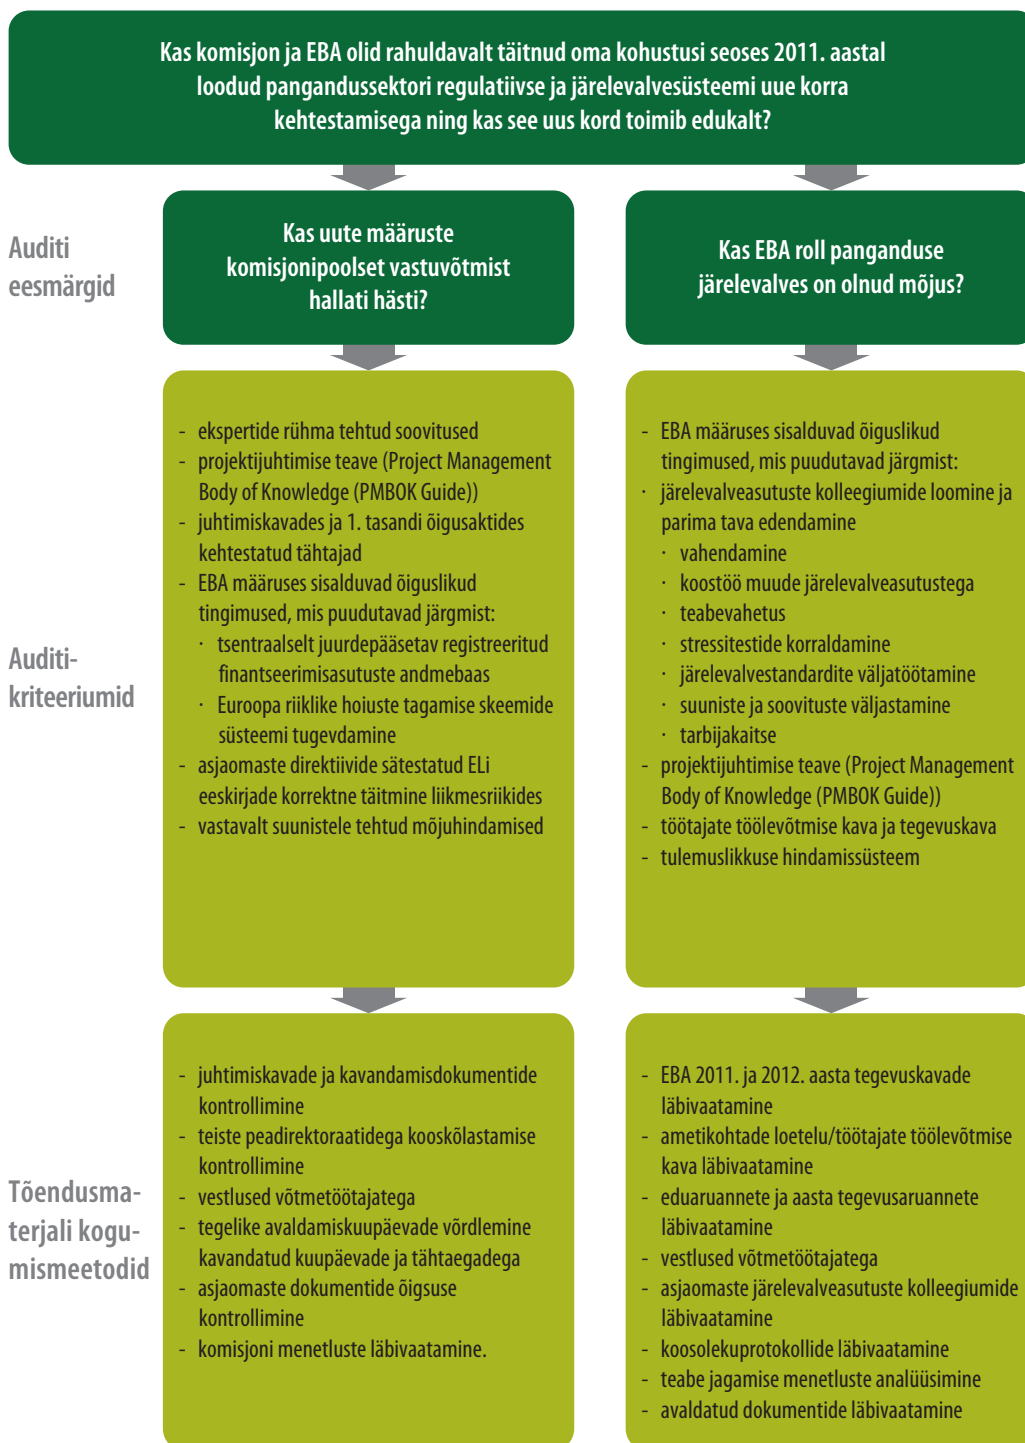 Kas komisjon ja EBA olid rahuldavalt täitnud oma kohustusi seoses 2011. aastal
loodud pangandussektori regulatiivse ja järelevalvesüsteemi uue korra
kehtestamisega ning kas see uus kord toimib edukalt?
Auditi
eesmärgid
Kas uute määruste
komisjonipoolset vastuvõtmist
hallati hästi?
Kas EBA roll panganduse
järelevalves on olnud mõjus?
Auditi-
kriteeriumid
- ekspertide rühma tehtud soovitused
- projektijuhtimise teave (Project Management
Body of Knowledge (PMBOK Guide))
- juhtimiskavades ja 1. tasandi õigusaktides
kehtestatud tähtajad
- EBA määruses sisalduvad õiguslikud
tingimused, mis puudutavad järgmist:
· tsentraalselt juurdepääsetav registreeritud
finantseerimisasutuste andmebaas
· Euroopa riiklike hoiuste tagamise skeemide
süsteemi tugevdamine
- asjaomaste direktiivide sätestatud ELi
eeskirjade korrektne täitmine liikmesriikides
- vastavalt suunistele tehtud mõjuhindamised
- EBA määruses sisalduvad õiguslikud
tingimused, mis puudutavad järgmist:
· järelevalveasutuste kolleegiumide loomine ja
parima tava edendamine
· vahendamine
· koostöö muude järelevalveasutustega
· teabevahetus
· stressitestide korraldamine
· järelevalvestandardite väljatöötamine
· suuniste ja soovituste väljastamine
· tarbijakaitse
- projektijuhtimise teave (Project Management
Body of Knowledge (PMBOK Guide))
- töötajate töölevõtmise kava ja tegevuskava
- tulemuslikkuse hindamissüsteem
Tõendusma-
terjali kogu-
mismeetodid
- juhtimiskavade ja kavandamisdokumentide
kontrollimine
- teiste peadirektoraatidega kooskõlastamise
kontrollimine
- vestlused võtmetöötajatega
- tegelike avaldamiskuupäevade võrdlemine
kavandatud kuupäevade ja tähtaegadega
- asjaomaste dokumentide õigsuse
kontrollimine
- komisjoni menetluste läbivaatamine.
- EBA 2011. ja 2012. aasta tegevuskavade
läbivaatamine
- ametikohtade loetelu/töötajate töölevõtmise
kava läbivaatamine
- eduaruannete ja aasta tegevusaruannete
läbivaatamine
- vestlused võtmetöötajatega
- asjaomaste järelevalveasutuste kolleegiumide
läbivaatamine
- koosolekuprotokollide läbivaatamine
- teabe jagamise menetluste analüüsimine
- avaldatud dokumentide läbivaatamine